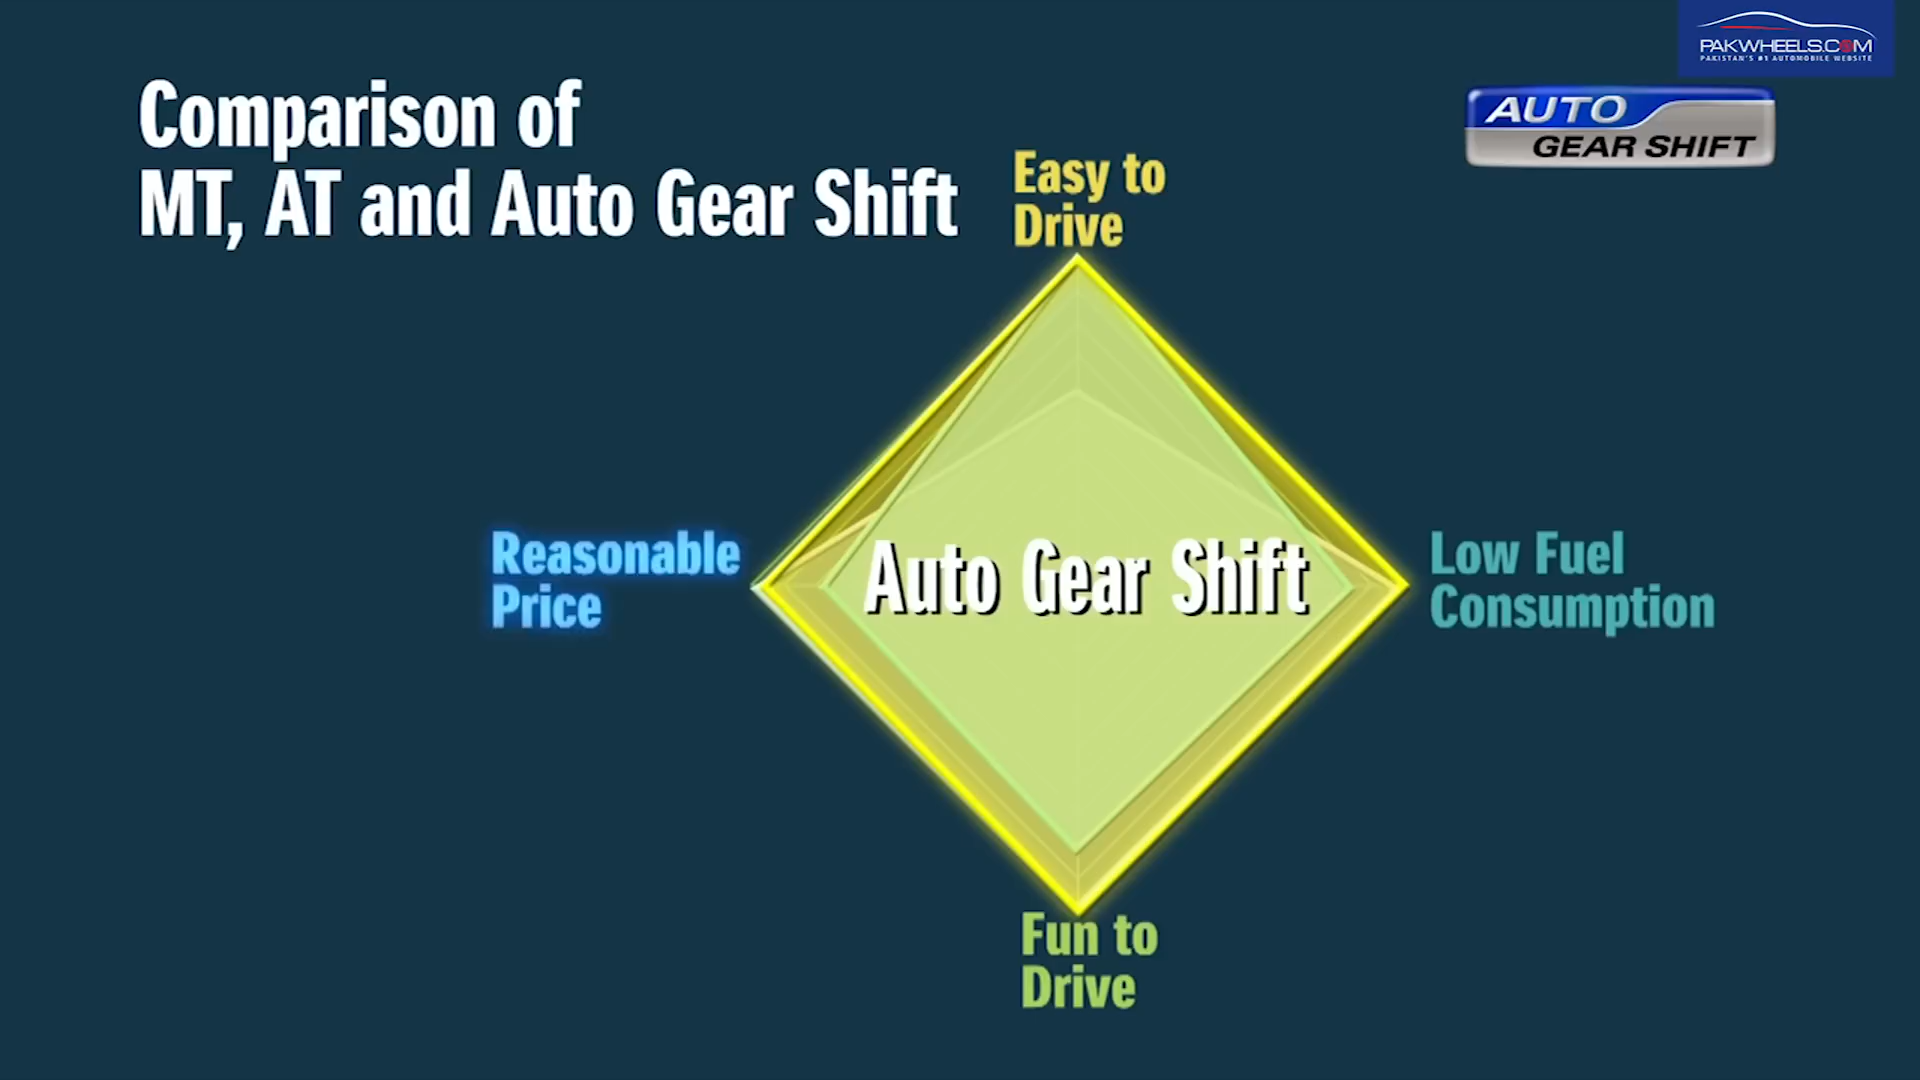 PAKWHEELS.COM
PAKISTAN'S #1 AUTOMOBILE WEBSITE
Comparison of
MT, AT and Auto Gear Shift
AUTO
GEAR SHIFT
Easy to
Drive
Reasonable
Price
Auto Gear Shift
Low Fuel
Consumption
Fun to
Drive